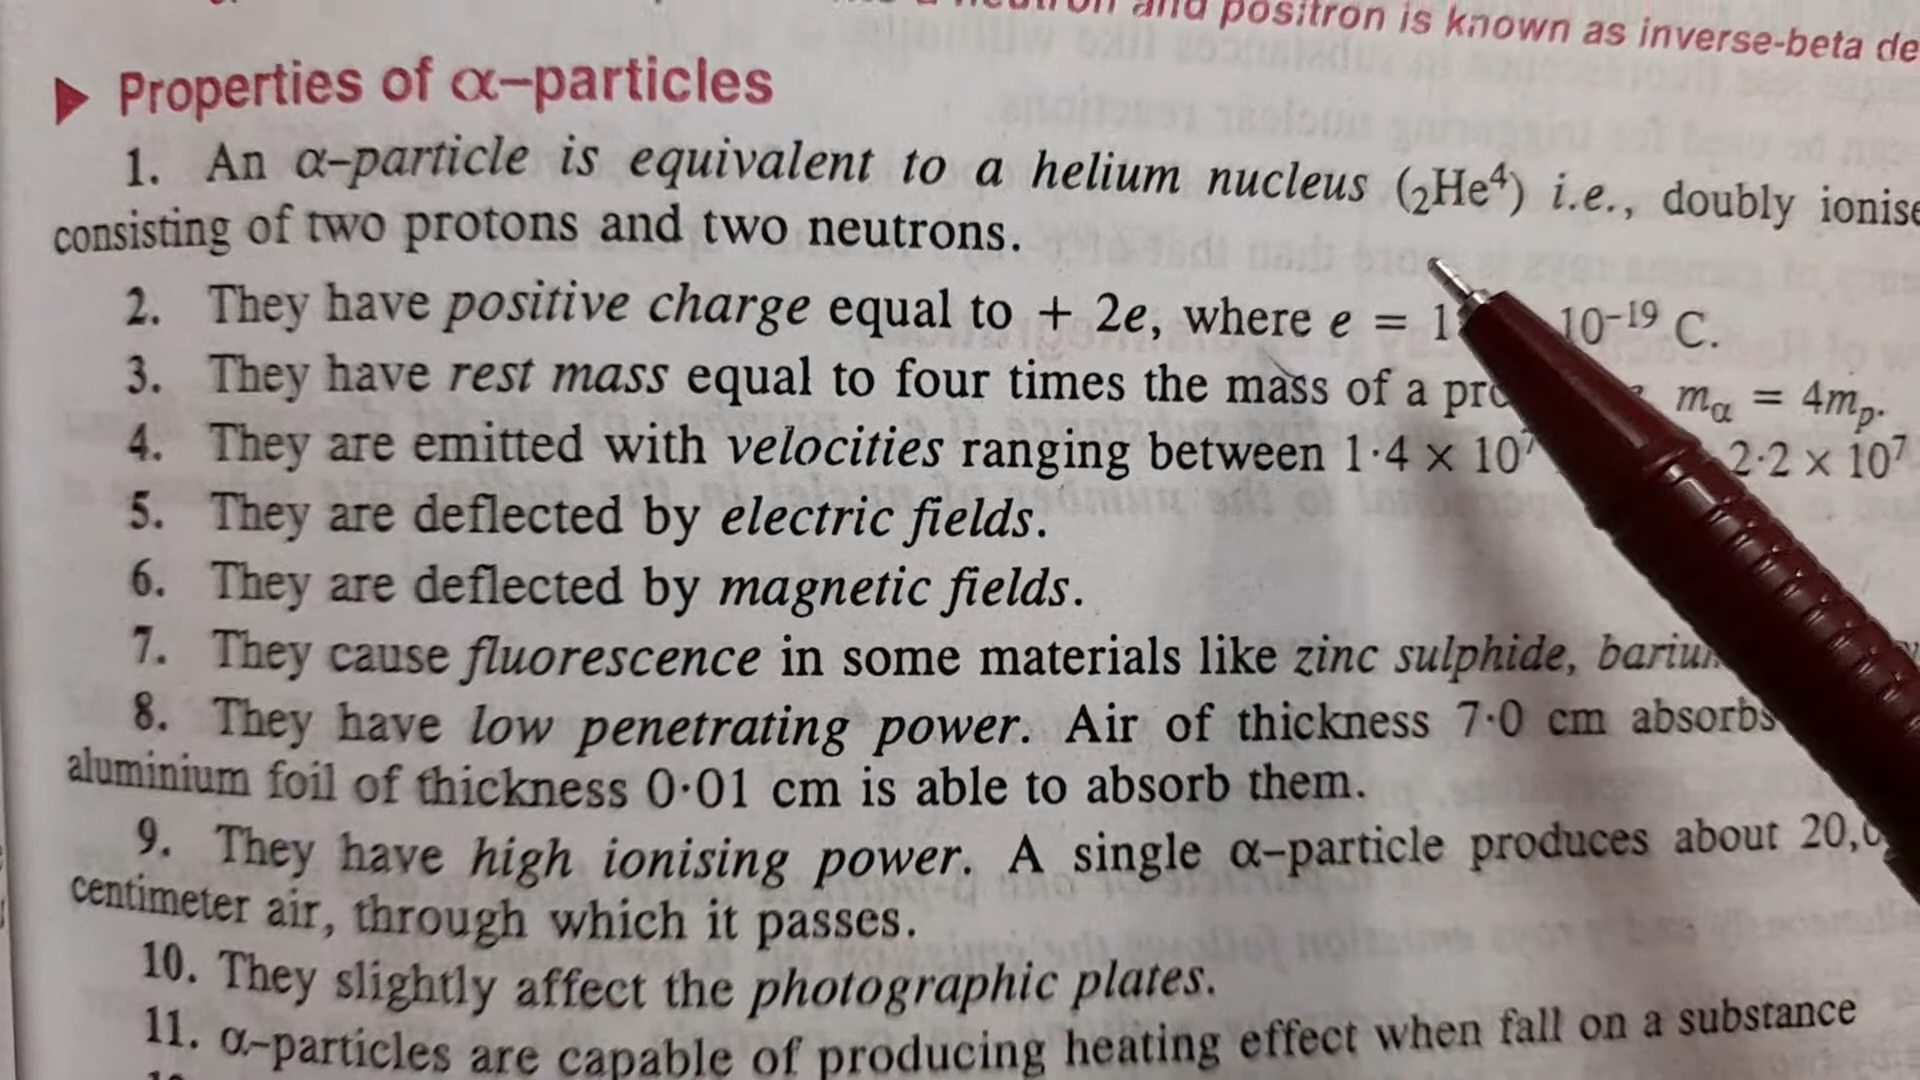 neutron and positron is known as inverse-beta de
▶ Properties of α–particles
1. An α–particle is equivalent to a helium nucleus (₂He⁴) i.e., doubly ionise
consisting of two protons and two neutrons.
2. They have positive charge equal to + 2e, where e = 1 10⁻¹⁹ C.
3. They have rest mass equal to four times the mass of a pro mα = 4mp.
4. They are emitted with velocities ranging between 1·4 × 10⁷ 2·2 × 10⁷
5. They are deflected by electric fields.
6. They are deflected by magnetic fields.
7. They cause fluorescence in some materials like zinc sulphide, barium
8. They have low penetrating power. Air of thickness 7·0 cm absorbs
aluminium foil of thickness 0·01 cm is able to absorb them.
9. They have high ionising power. A single α–particle produces about 20,0
centimeter air, through which it passes.
10. They slightly affect the photographic plates.
11. α–particles are capable of producing heating effect when fall on a substance